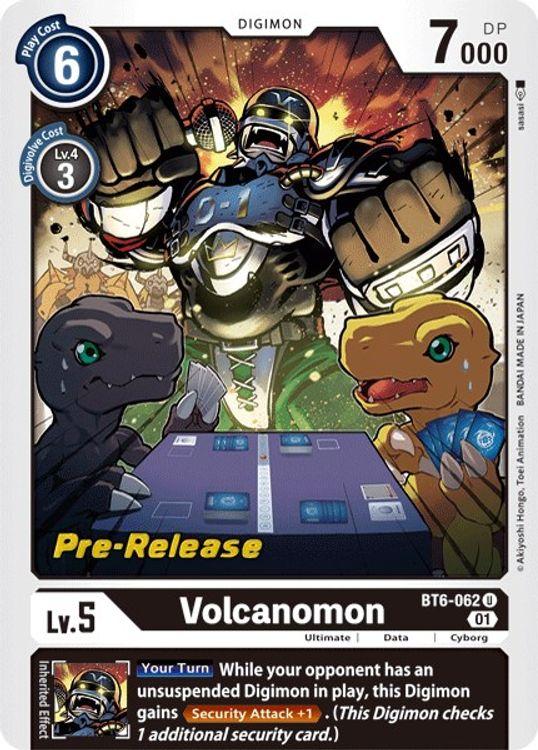 Play Cost
6
DIGIMON
7000 DP
sasasi
Digivolve Cost
Lv.4
3
0-1
BANDAI MADE IN JAPAN
© Akiyoshi Hongo, Toei Animation
Pre-Release
Lv.5
Volcanomon
BT6-062 U
01
Ultimate | Data | Cyborg
Inherited Effect
Your Turn While your opponent has an
unsuspended Digimon in play, this Digimon
gains Security Attack +1 . (This Digimon checks
1 additional security card.)